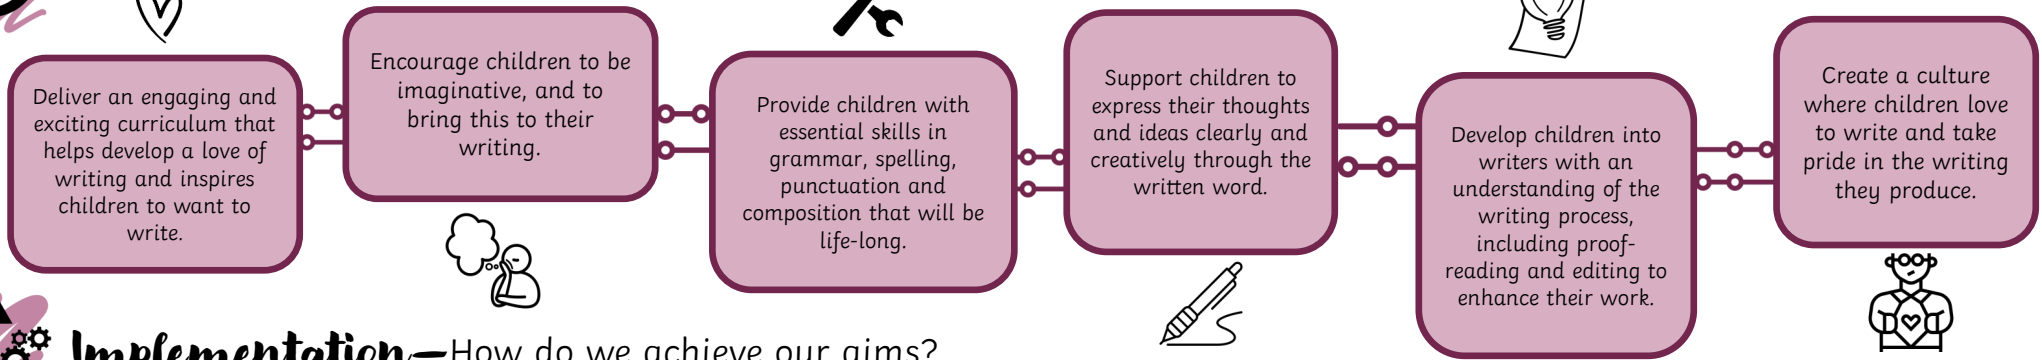 Deliver an engaging and
exciting curriculum that
helps develop a love of
writing and inspires
children to want to
write.
Encourage children to be
imaginative, and to
bring this to their
writing.
Provide children with
essential skills in
grammar, spelling,
punctuation and
composition that will be
life-long.
Support children to
express their thoughts
and ideas clearly and
creatively through the
written word.
Develop children into
writers with an
understanding of the
writing process,
including proof-
reading and editing to
enhance their work.
Create a culture
where children love
to write and take
pride in the writing
they produce.
Implementation—How do we achieve our aims?